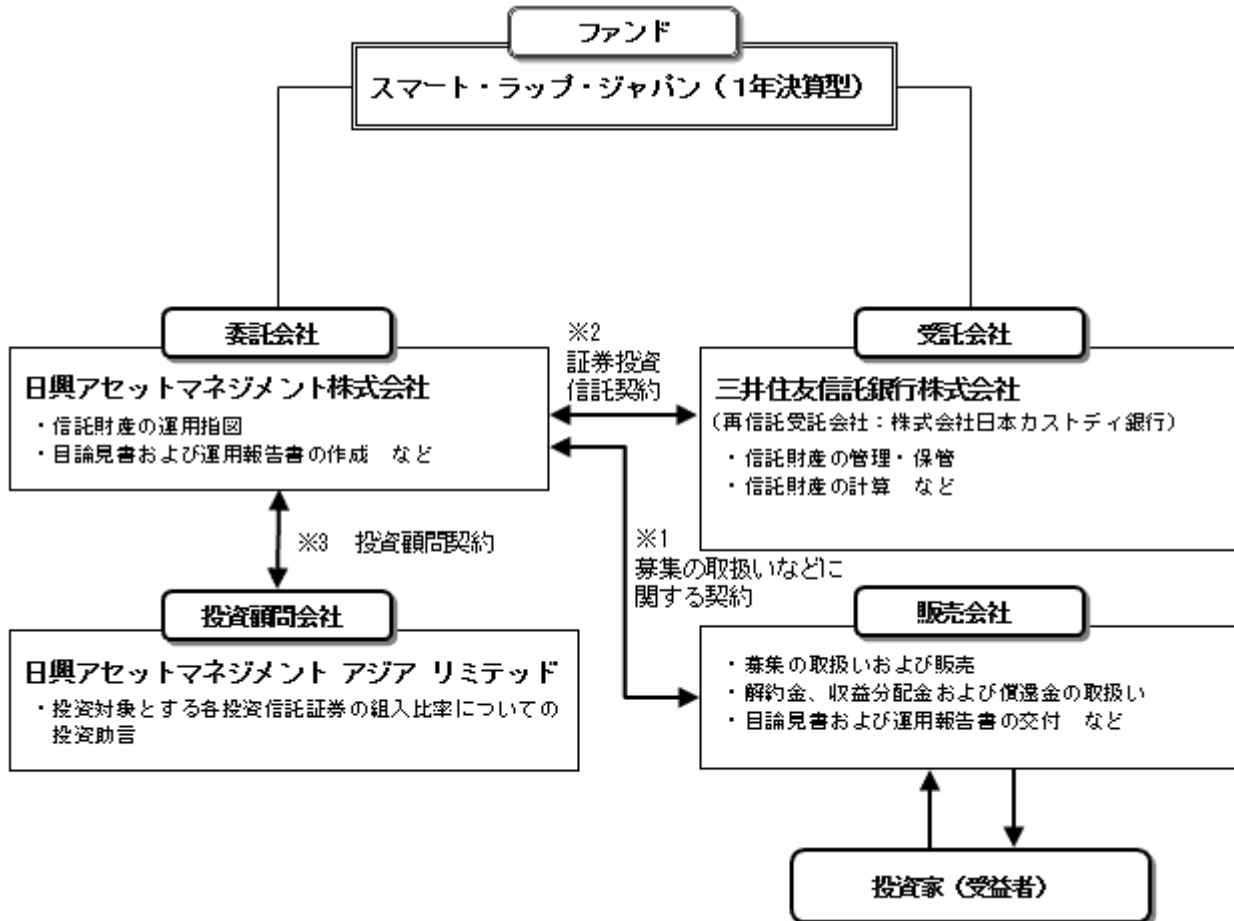 ファンド
スマート・ラップ・ジャパン（１年決算型）
委託会社
日興アセットマネジメント株式会社
・信託財産の運用指図
・目論見書および運用報告書の作成　など
※2
証券投資
信託契約
受託会社
三井住友信託銀行株式会社
（再信託受託会社：株式会社日本カストディ銀行）
・信託財産の管理・保管
・信託財産の計算　など
※3　投資顧問契約
※1
募集の取扱いなどに
関する契約
投資顧問会社
日興アセットマネジメント アジア リミテッド
・投資対象とする各投資信託証券の組入比率についての
投資助言
販売会社
・募集の取扱いおよび販売
・解約金、収益分配金および償還金の取扱い
・目論見書および運用報告書の交付　など
投資家（受益者）